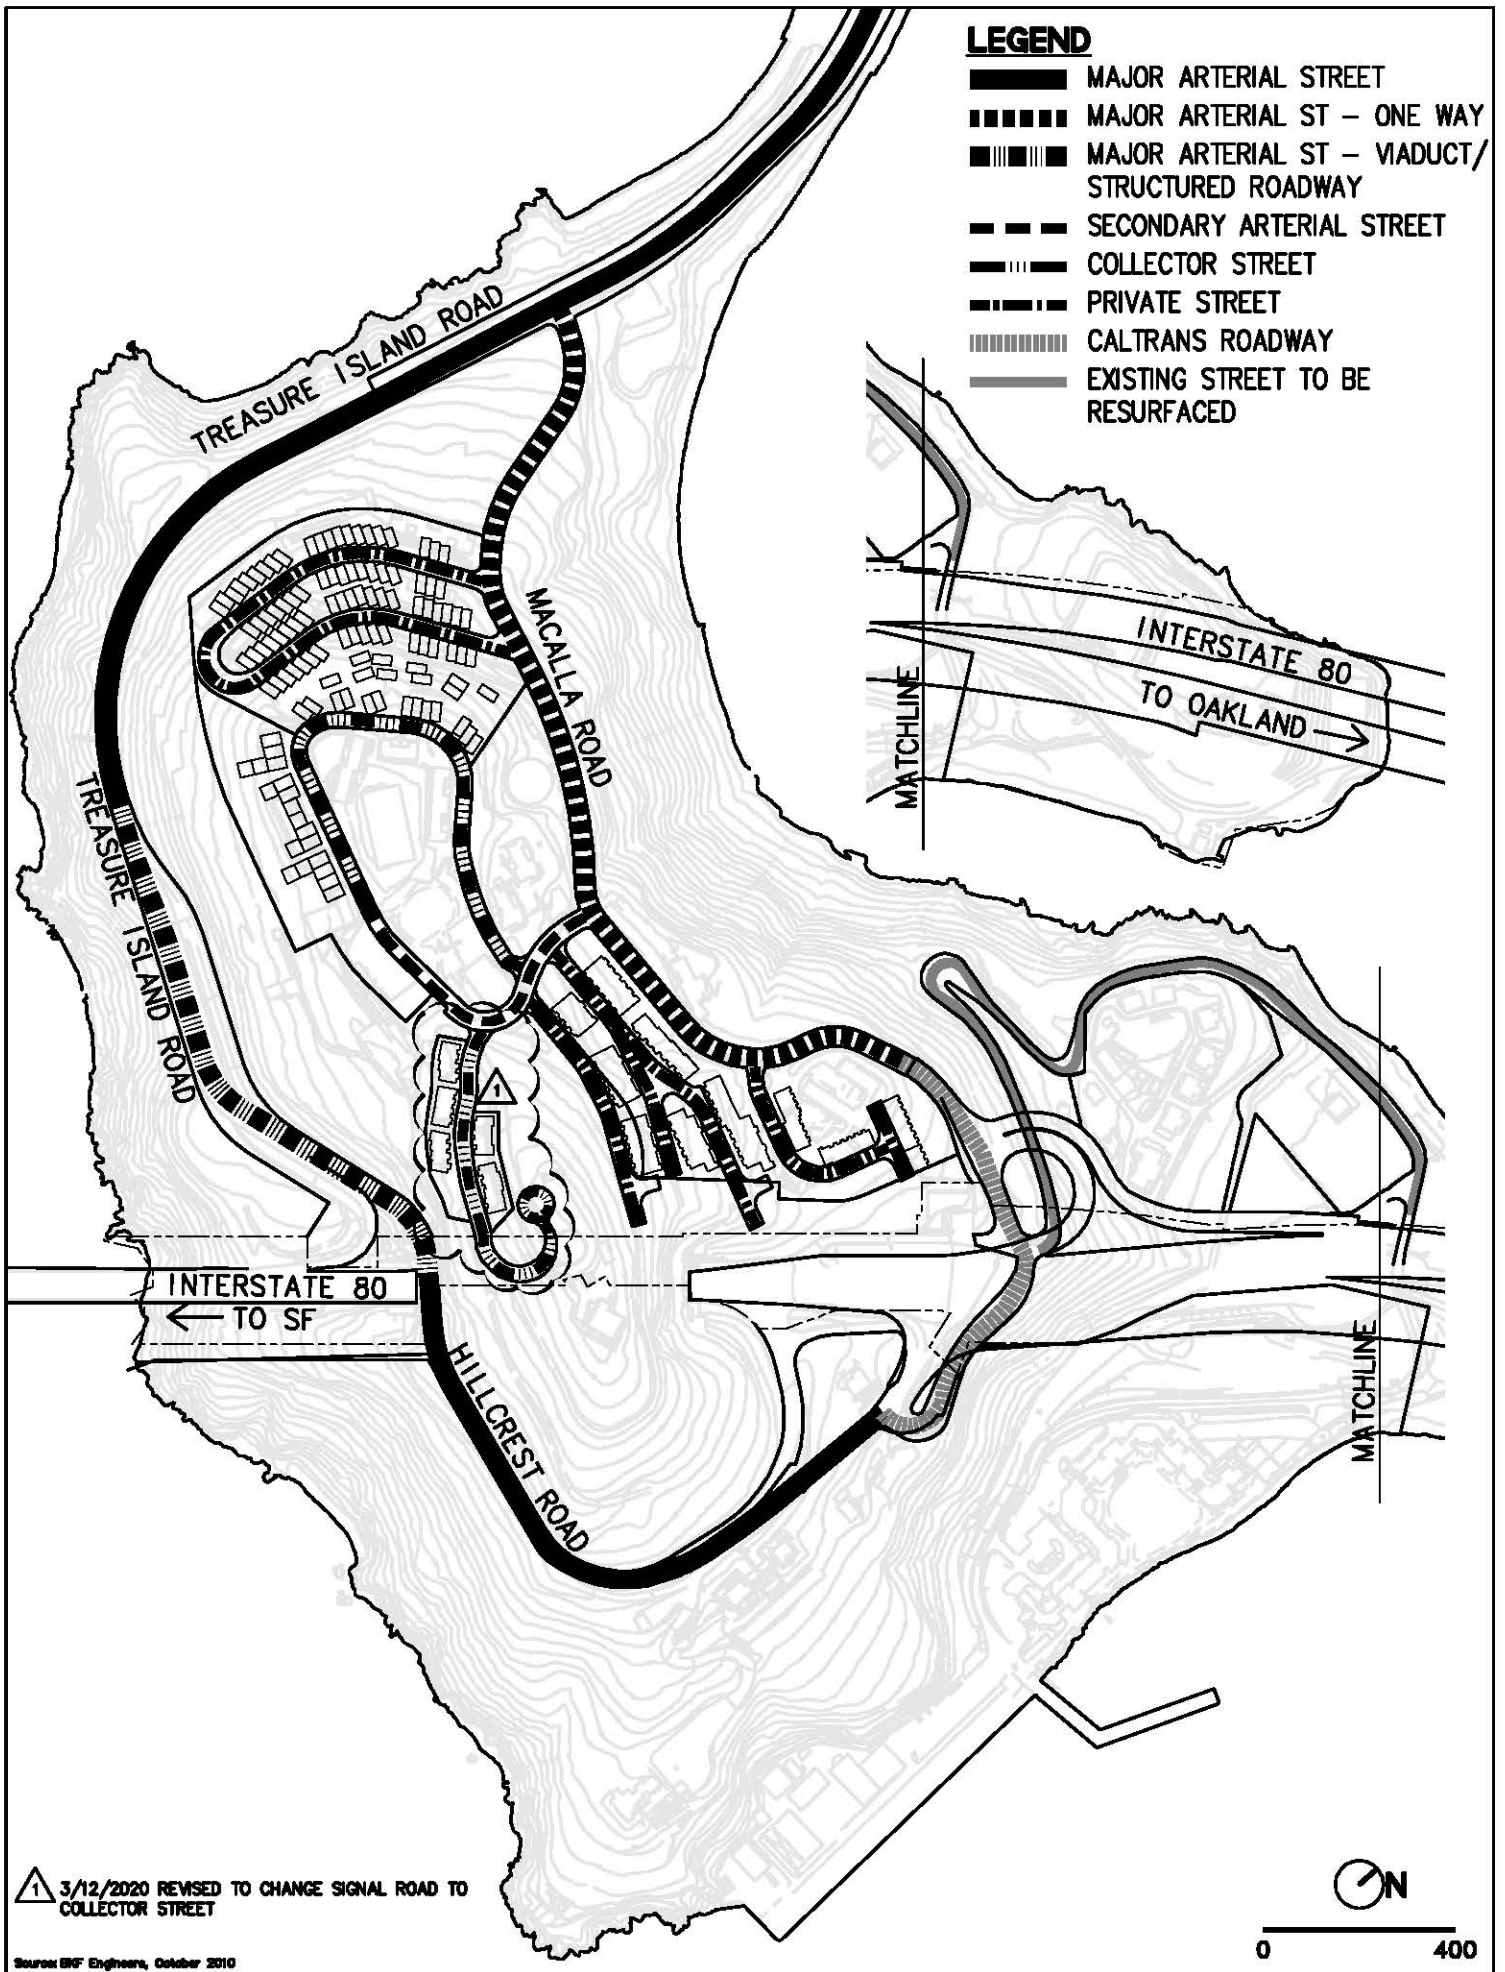 LEGEND
MAJOR ARTERIAL STREET
MAJOR ARTERIAL ST - ONE WAY
MAJOR ARTERIAL ST - VIADUCT/
STRUCTURED ROADWAY
SECONDARY ARTERIAL STREET
COLLECTOR STREET
PRIVATE STREET
CALTRANS ROADWAY
EXISTING STREET TO BE
RESURFACED
TREASURE ISLAND ROAD
MACALLA ROAD
INTERSTATE 80
TO OAKLAND
MATCHLINE
TREASURE ISLAND ROAD
1
INTERSTATE 80
TO SF
HILLCREST ROAD
MATCHLINE
1 3/12/2020 REVISED TO CHANGE SIGNAL ROAD TO
COLLECTOR STREET
Source: BKF Engineers, October 2010
N
0 400